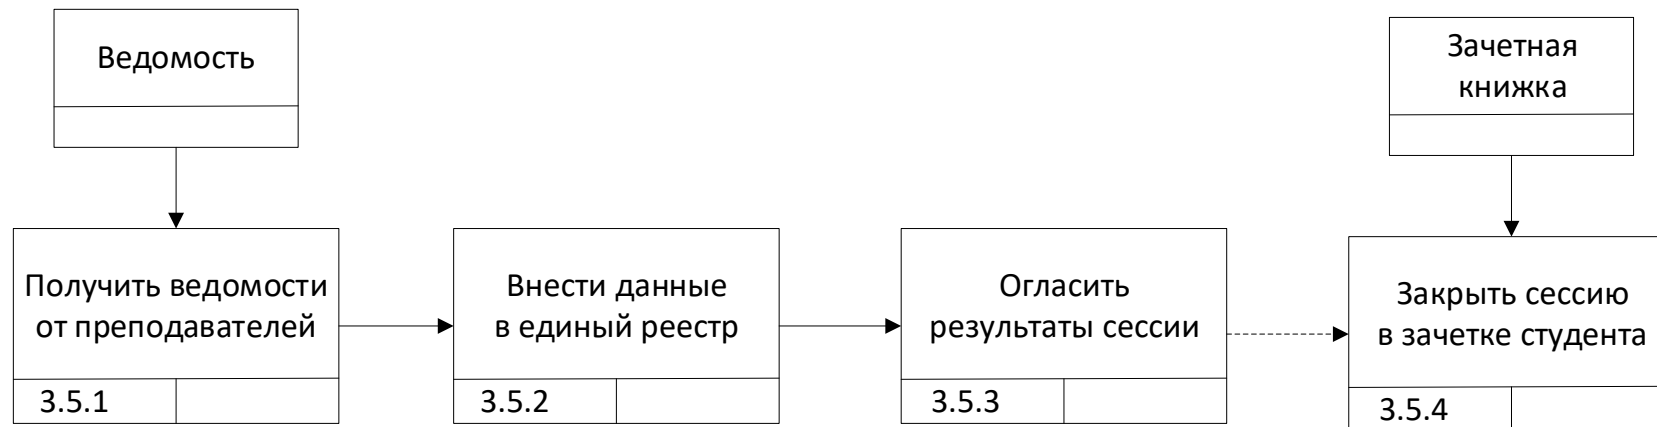 Ведомость
Зачетная
книжка
Получить ведомости
от преподавателей
3.5.1
Внести данные
в единый реестр
3.5.2
Огласить
результаты сессии
3.5.3
Закрыть сессию
в зачетке студента
3.5.4